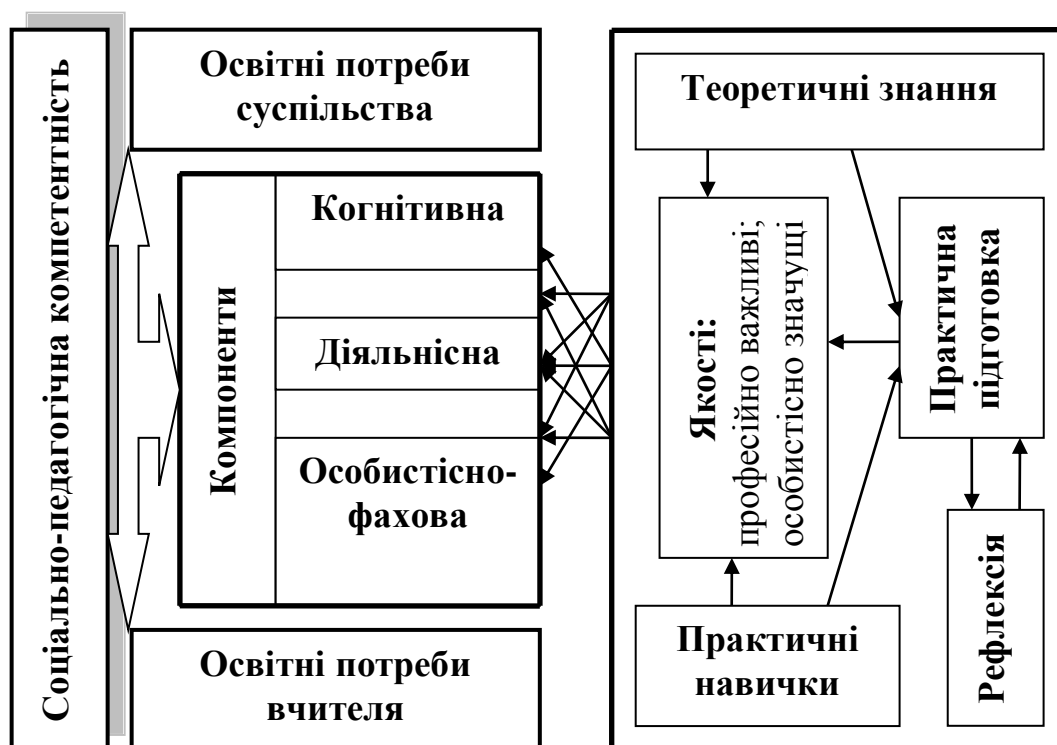 Соціально-педагогічна компетентність
Освітні потреби
суспільства
Компоненти
Когнітивна
Діяльнісна
Особистісно-
фахова
Освітні потреби
вчителя
Теоретичні знання
Якості:
професійно важливі;
особистісно значущі
Практична
підготовка
Практичні
навички
Рефлексія